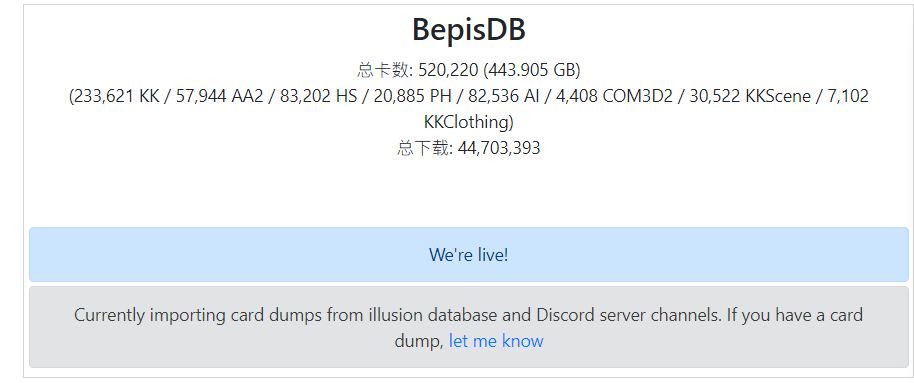 BepisDB
总卡数: 520,220 (443.905 GB)
(233,621 KK / 57,944 AA2 / 83,202 HS / 20,885 PH / 82,536 AI / 4,408 COM3D2 / 30,522 KKScene / 7,102
KKClothing)
总下载: 44,703,393
We're live!
Currently importing card dumps from illusion database and Discord server channels. If you have a card
dump, let me know